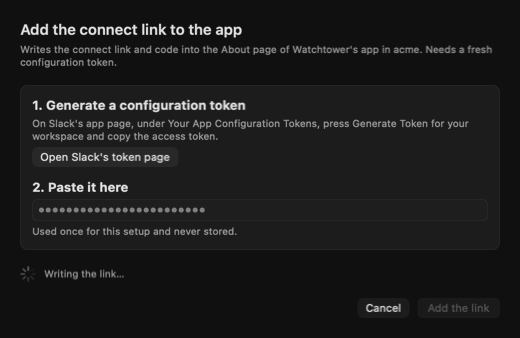 Add the connect link to the app
Writes the connect link and code into the About page of Watchtower's app in acme. Needs a fresh
configuration token.
1. Generate a configuration token
On Slack's app page, under Your App Configuration Tokens, press Generate Token for your
workspace and copy the access token.
Open Slack's token page
2. Paste it here
Used once for this setup and never stored.
Writing the link...
Cancel
Add the link